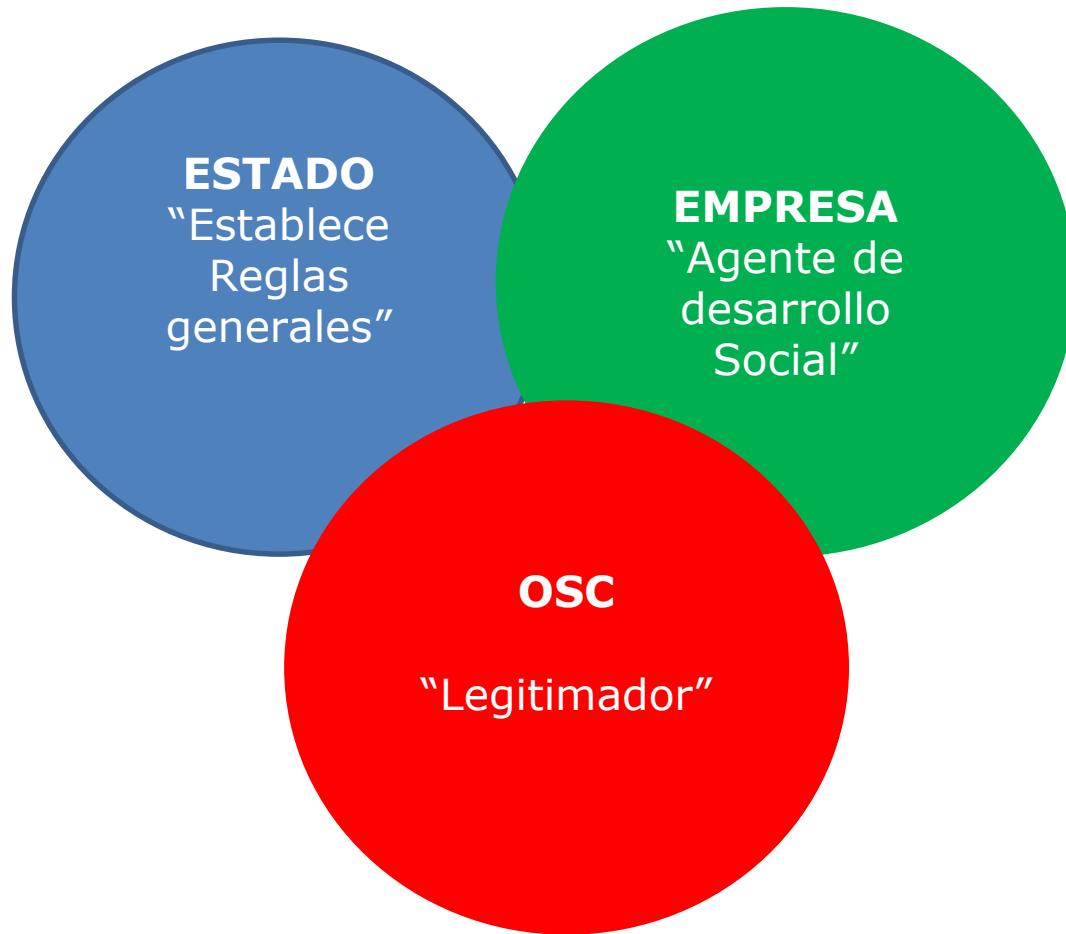 ESTADO
“Establece
Reglas
generales”
EMPRESA
“Agente de
desarrollo
Social”
OSC
“Legitimador”